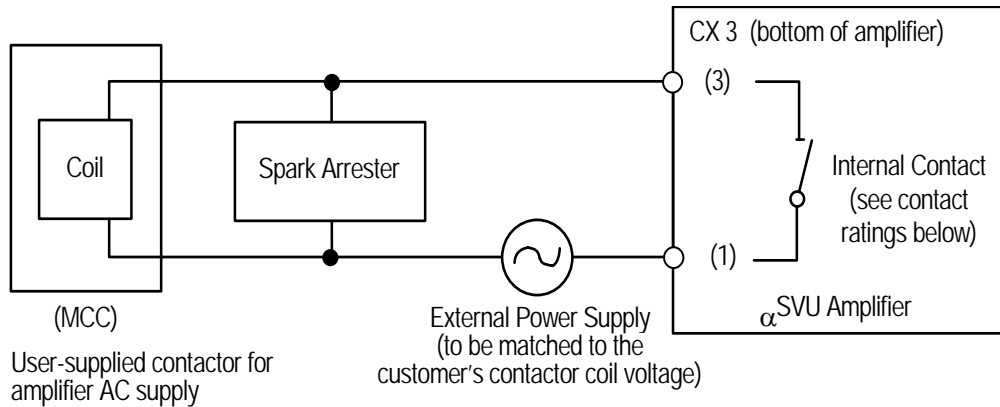 CX 3 (bottom of amplifier)
(3)
Coil
Spark Arrester
Internal Contact
(see contact
ratings below)
(1)
(MCC)
External Power Supply
(to be matched to the
customer's contactor coil voltage)
αSVU Amplifier
User-supplied contactor for
amplifier AC supply